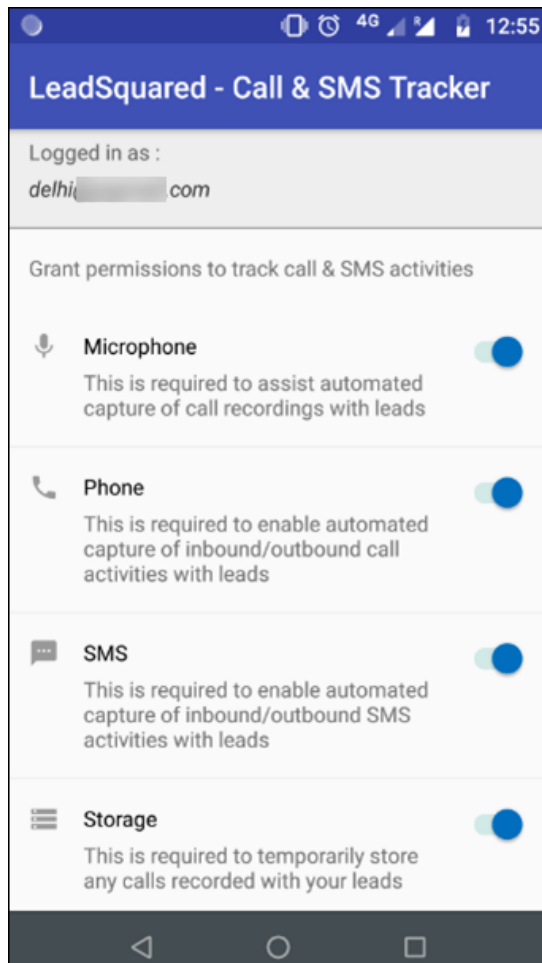 4G R 12:55
LeadSquared - Call & SMS Tracker
Logged in as :
delhi .com
Grant permissions to track call & SMS activities
Microphone
This is required to assist automated
capture of call recordings with leads
Phone
This is required to enable automated
capture of inbound/outbound call
activities with leads
SMS
This is required to enable automated
capture of inbound/outbound SMS
activities with leads
Storage
This is required to temporarily store
any calls recorded with your leads